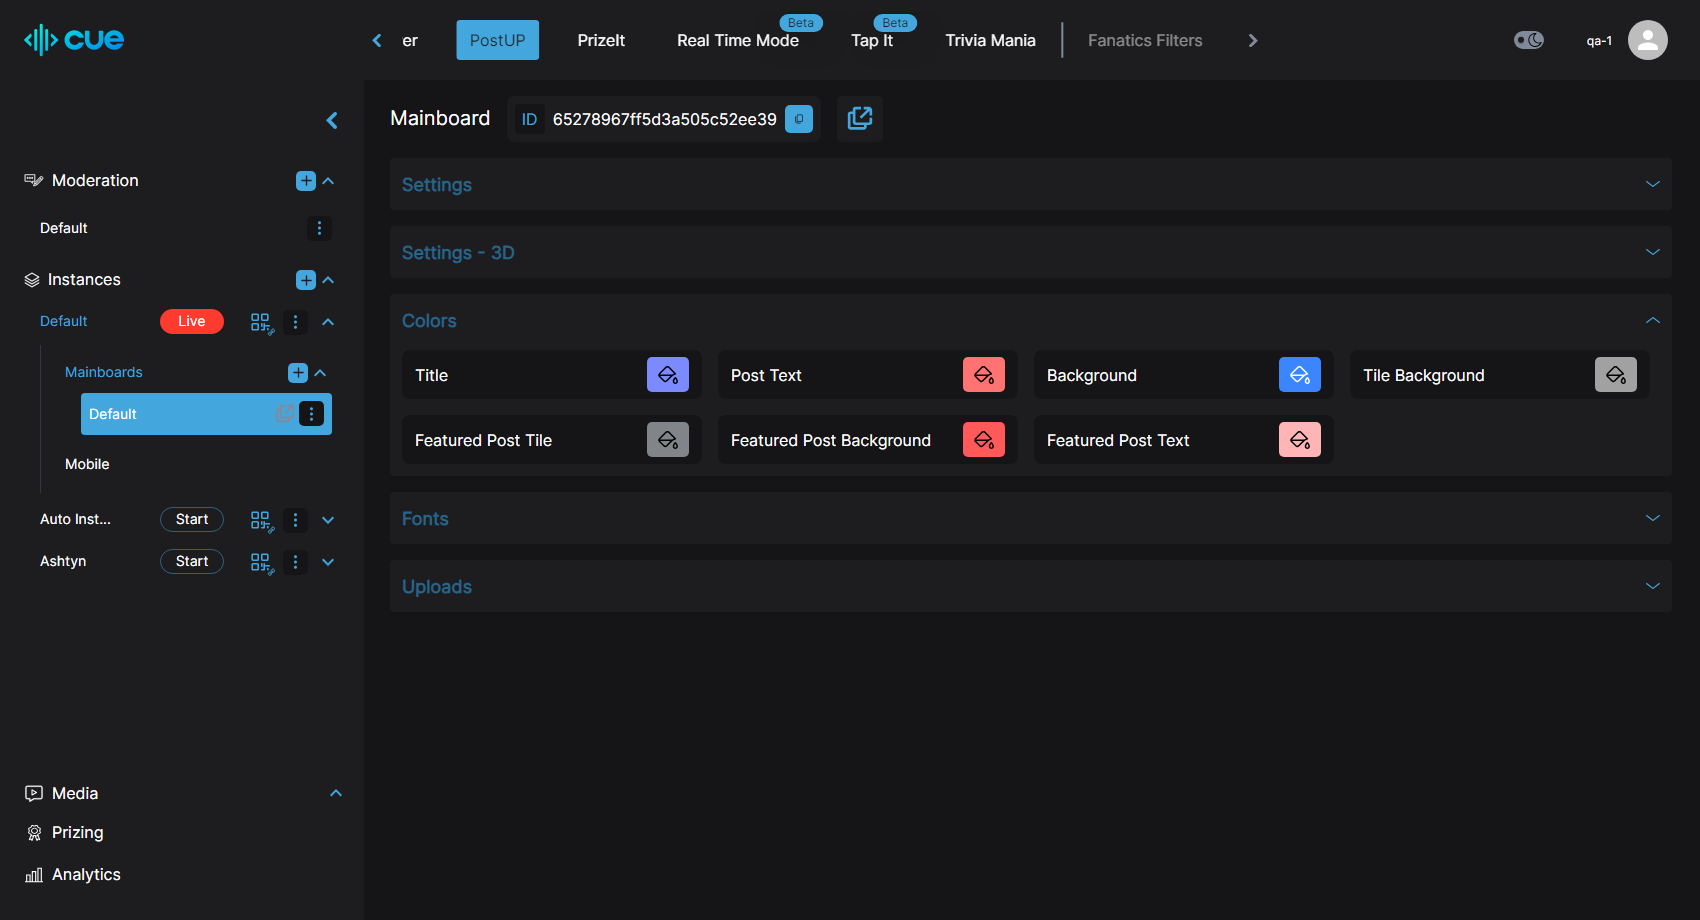 cue
er
PostUP
PrizeIt
Real Time Mode
Beta
Tap It
Beta
Trivia Mania
Fanatics Filters
qa-1
Moderation
Default
Instances
Default
Live
Mainboards
Default
Mobile
Auto Inst...
Start
Ashtyn
Start
Media
Prizing
Analytics
Mainboard
ID
65278967ff5d3a505c52ee39
Settings
Settings - 3D
Colors
Title
Post Text
Background
Tile Background
Featured Post Tile
Featured Post Background
Featured Post Text
Fonts
Uploads